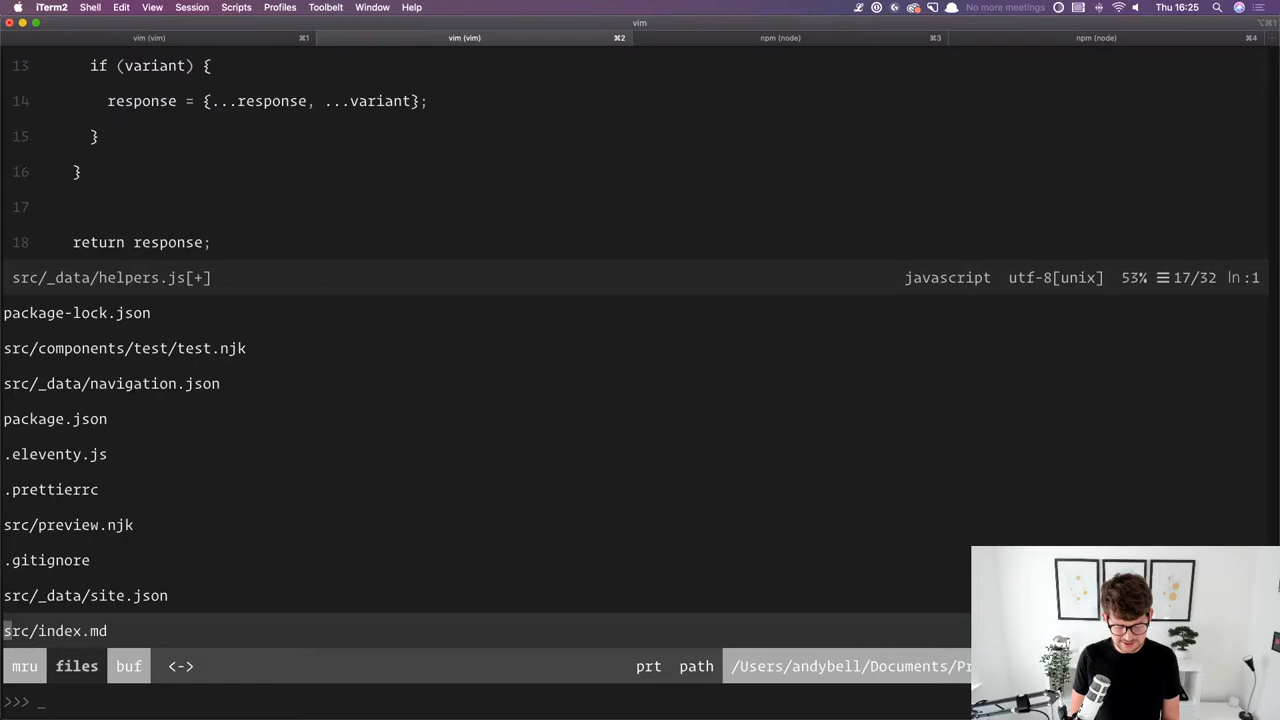 iTerm2 Shell Edit View Session Scripts Profiles Toolbelt Window Help No more meetings Thu 16:25
vim ⌥⌘1
vim (vim) ⌘1 vim (vim) ⌘2 npm (node) ⌘3 npm (node) ⌘4 +
13 if (variant) {
14 response = {...response, ...variant};
15 }
16 }
17
18 return response;
src/_data/helpers.js[+] javascript utf-8[unix] 53% ☰ 17/32 ln :1
package-lock.json
src/components/test/test.njk
src/_data/navigation.json
package.json
.eleventy.js
.prettierrc
src/preview.njk
.gitignore
src/_data/site.json
src/index.md
mru files buf <-> prt path /Users/andybell/Documents/Pr
>>> _